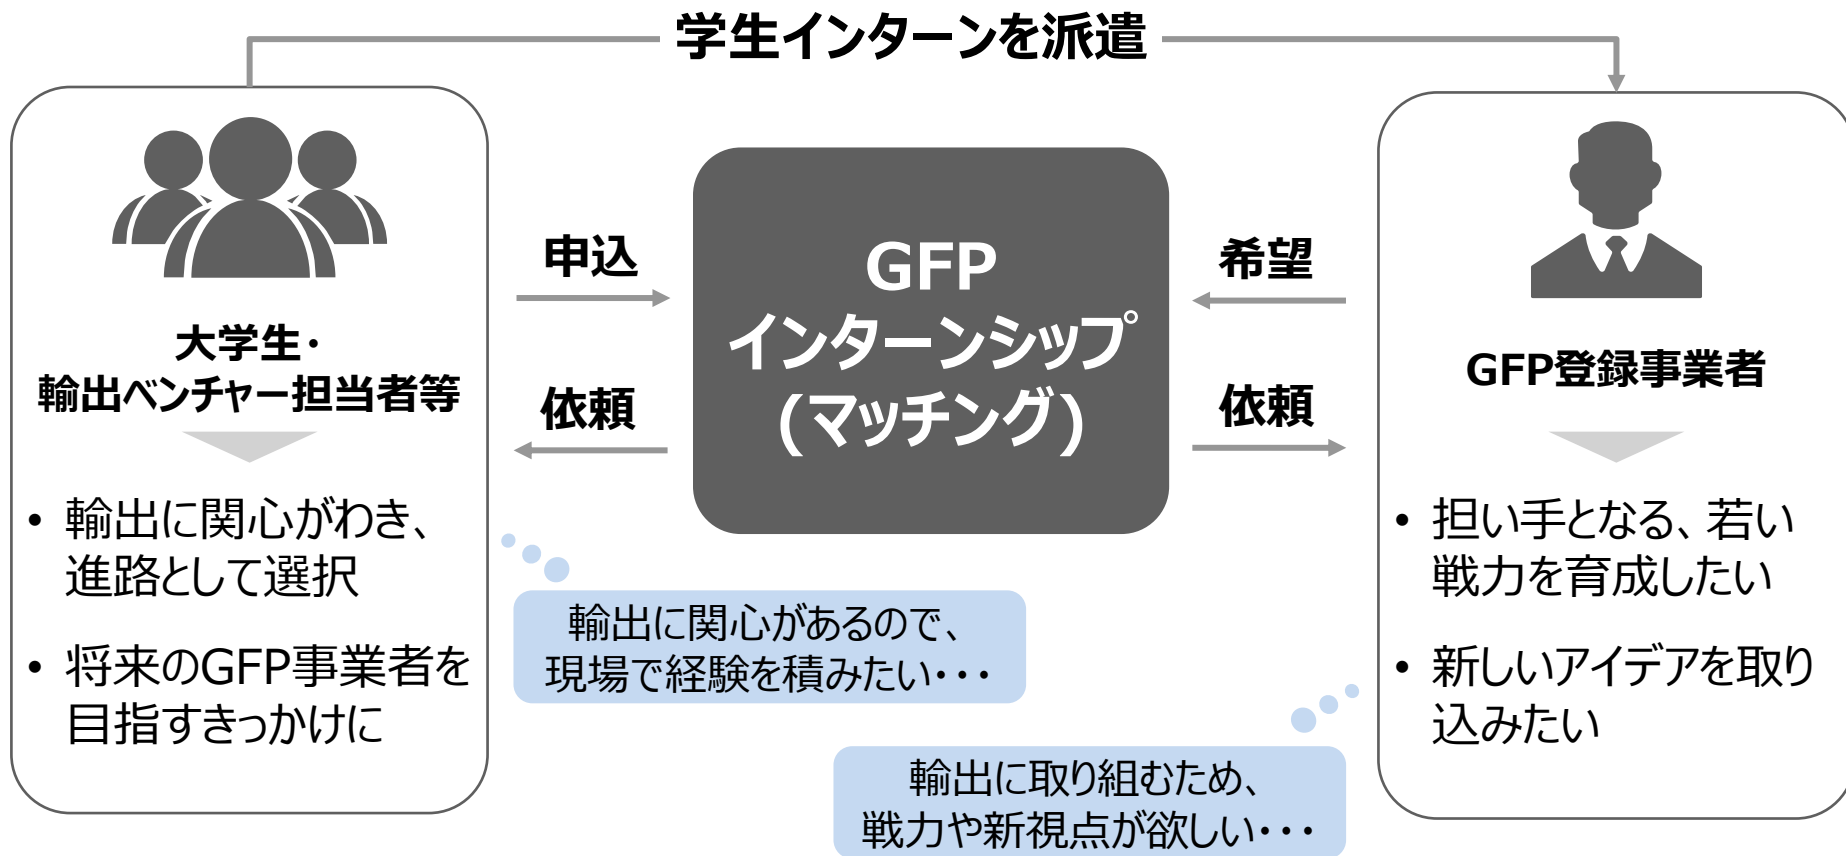 学生インターンを派遣
大学生・
輸出ベンチャー担当者等
• 輸出に関心がわき、
進路として選択
• 将来のGFP事業者を
目指すきっかけに
申込
依頼
GFP
インターンシップ
(マッチング)
希望
依頼
GFP登録事業者
• 担い手となる、若い
戦力を育成したい
• 新しいアイデアを取り
込みたい
輸出に関心があるので、
現場で経験を積みたい・・・
輸出に取り組むため、
戦力や新視点が欲しい・・・